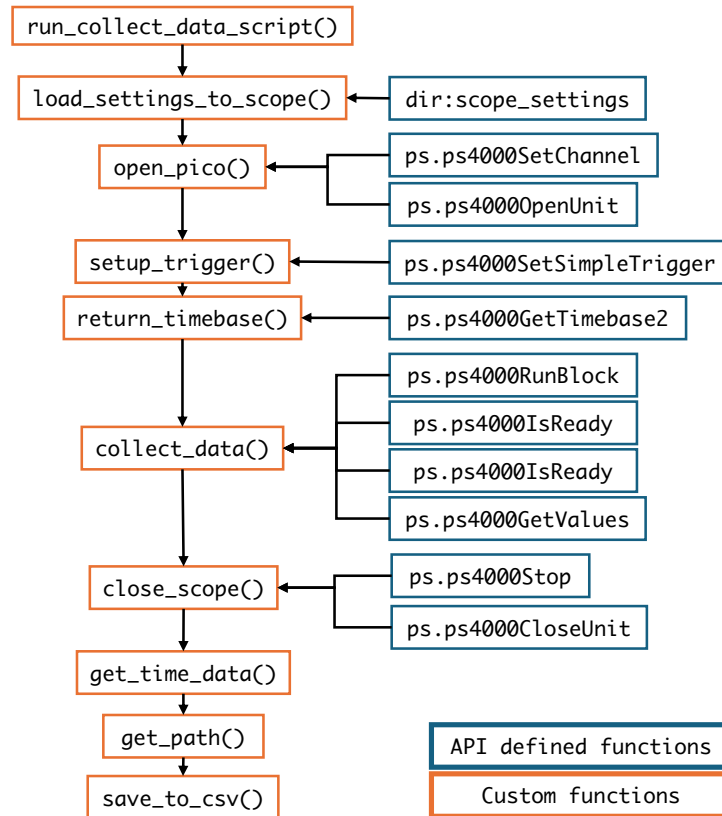 run_collect_data_script()
load_settings_to_scope()
dir:scope_settings
open_pico()
ps.ps4000SetChannel
ps.ps4000OpenUnit
setup_trigger()
ps.ps4000SetSimpleTrigger
return_timebase()
ps.ps4000GetTimebase2
collect_data()
ps.ps4000RunBlock
ps.ps4000IsReady
ps.ps4000IsReady
ps.ps4000GetValues
close_scope()
ps.ps4000Stop
ps.ps4000CloseUnit
get_time_data()
get_path()
save_to_csv()
API defined functions
Custom functions